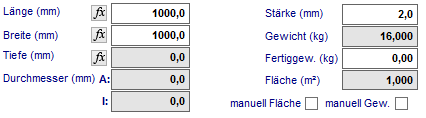 Länge (mm) fx 1000,0
Breite (mm) fx 1000,0
Tiefe (mm) fx 0,0
Durchmesser (mm) A: 0,0
I: 0,0
Stärke (mm) 2,0
Gewicht (kg) 16,000
Fertiggew. (kg) 0,00
Fläche (m²) 1,000
manuell Fläche manuell Gew.